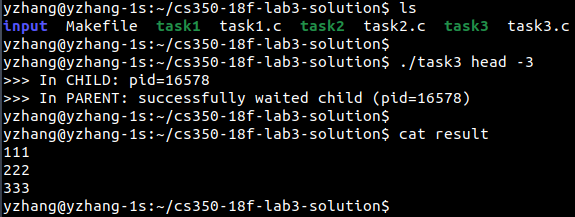 yzhang@yzhang-1s:~/cs350-18f-lab3-solution$ ls
input  Makefile  task1  task1.c  task2  task2.c  task3  task3.c
yzhang@yzhang-1s:~/cs350-18f-lab3-solution$
yzhang@yzhang-1s:~/cs350-18f-lab3-solution$ ./task3 head -3
>>> In CHILD: pid=16578
>>> In PARENT: successfully waited child (pid=16578)
yzhang@yzhang-1s:~/cs350-18f-lab3-solution$
yzhang@yzhang-1s:~/cs350-18f-lab3-solution$ cat result
111
222
333
yzhang@yzhang-1s:~/cs350-18f-lab3-solution$